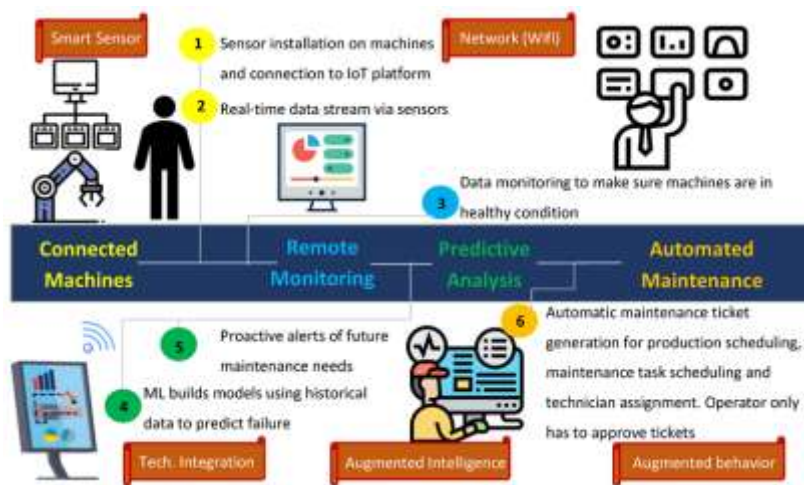 Smart Sensor
1
Sensor installation on machines
and connection to IoT platform
Network (Wifi)
2
Real-time data stream via sensors
3
Data monitoring to make sure machines are in
healthy condition
Connected
Machines
Remote
Monitoring
Predictive
Analysis
Automated
Maintenance
5
Proactive alerts of future
maintenance needs
4
ML builds models using historical
data to predict failure
6
Automatic maintenance ticket
generation for production scheduling,
maintenance task scheduling and
technician assignment. Operator only
has to approve tickets
Tech. Integration
Augmented Intelligence
Augmented behavior